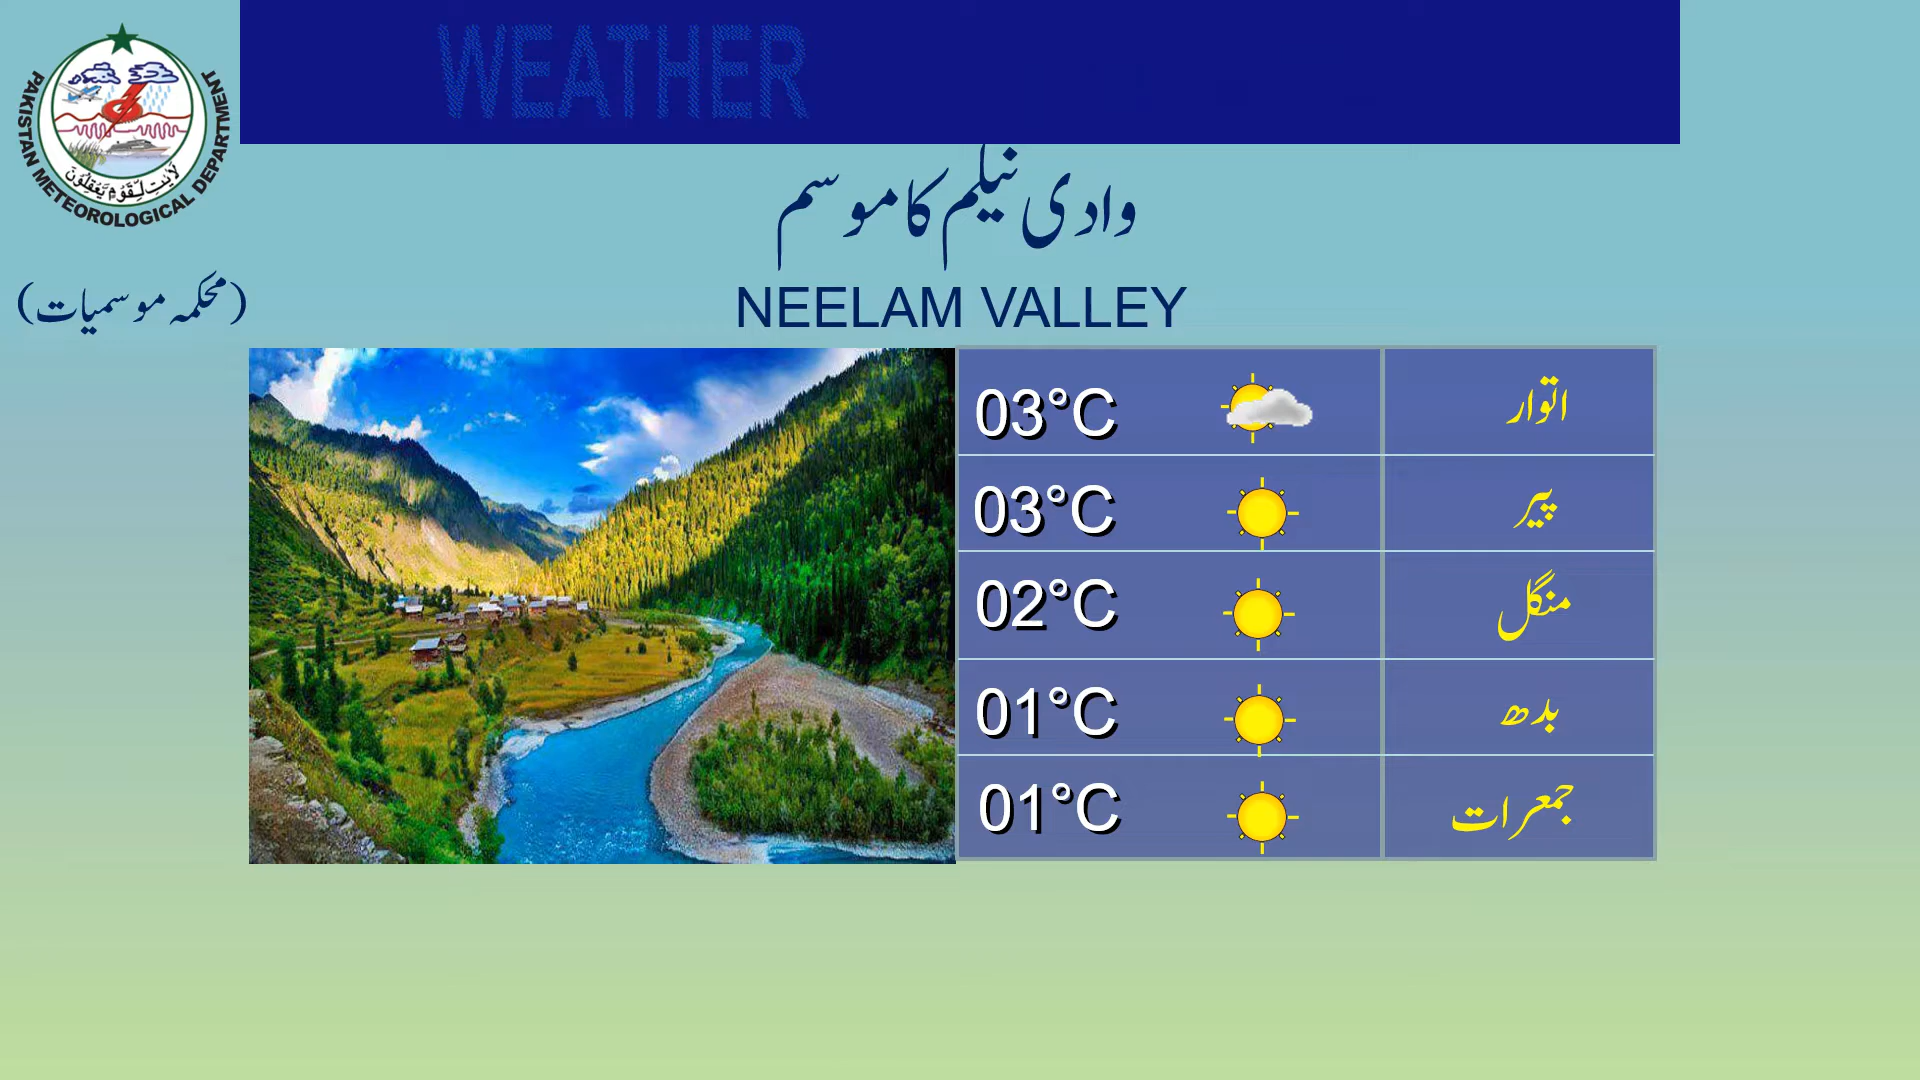 WEATHER
PAKISTAN METEOROLOGICAL DEPARTMENT
لَاٰيٰتٍ لِّقَوْمٍ يَّعْقِلُوْنَ
وادی نیلم کا موسم
(محکمہ موسمیات)
NEELAM VALLEY
03°C اتوار
03°C پیر
02°C منگل
01°C بدھ
01°C جمعرات